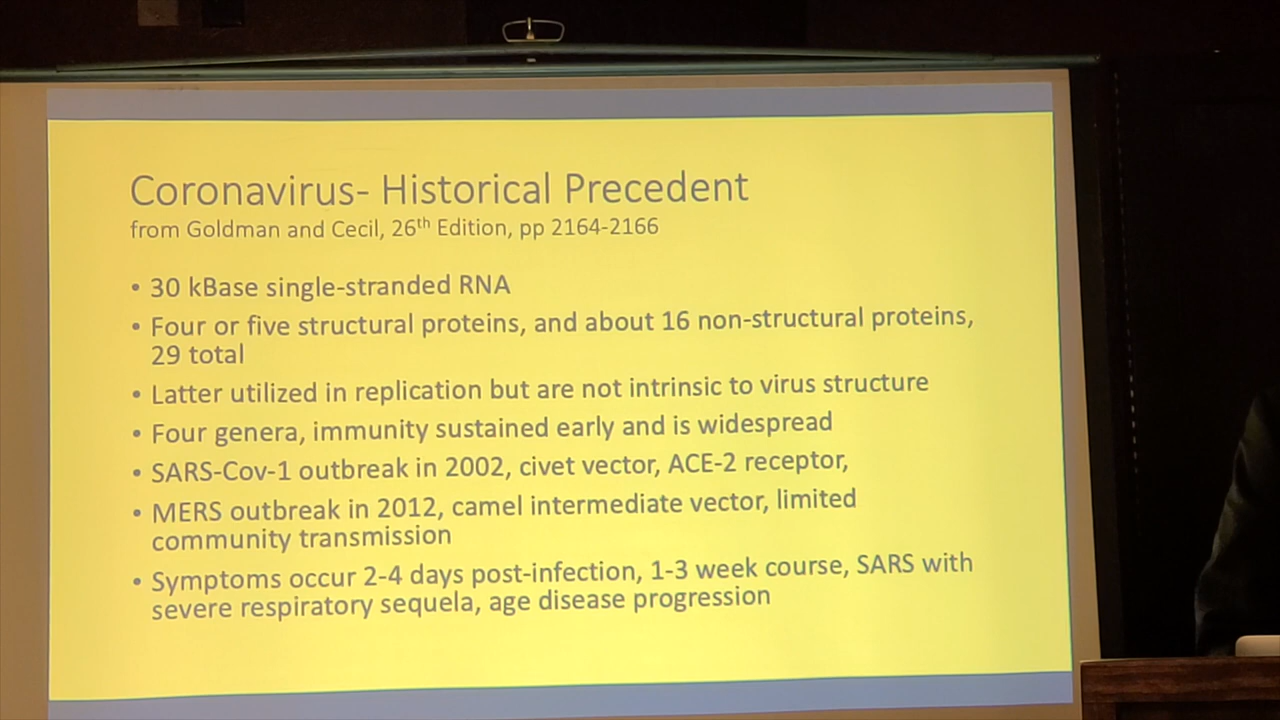 Coronavirus- Historical Precedent
from Goldman and Cecil, 26th Edition, pp 2164-2166
• 30 kBase single-stranded RNA
• Four or five structural proteins, and about 16 non-structural proteins,
29 total
• Latter utilized in replication but are not intrinsic to virus structure
• Four genera, immunity sustained early and is widespread
• SARS-Cov-1 outbreak in 2002, civet vector, ACE-2 receptor,
• MERS outbreak in 2012, camel intermediate vector, limited
community transmission
• Symptoms occur 2-4 days post-infection, 1-3 week course, SARS with
severe respiratory sequela, age disease progression